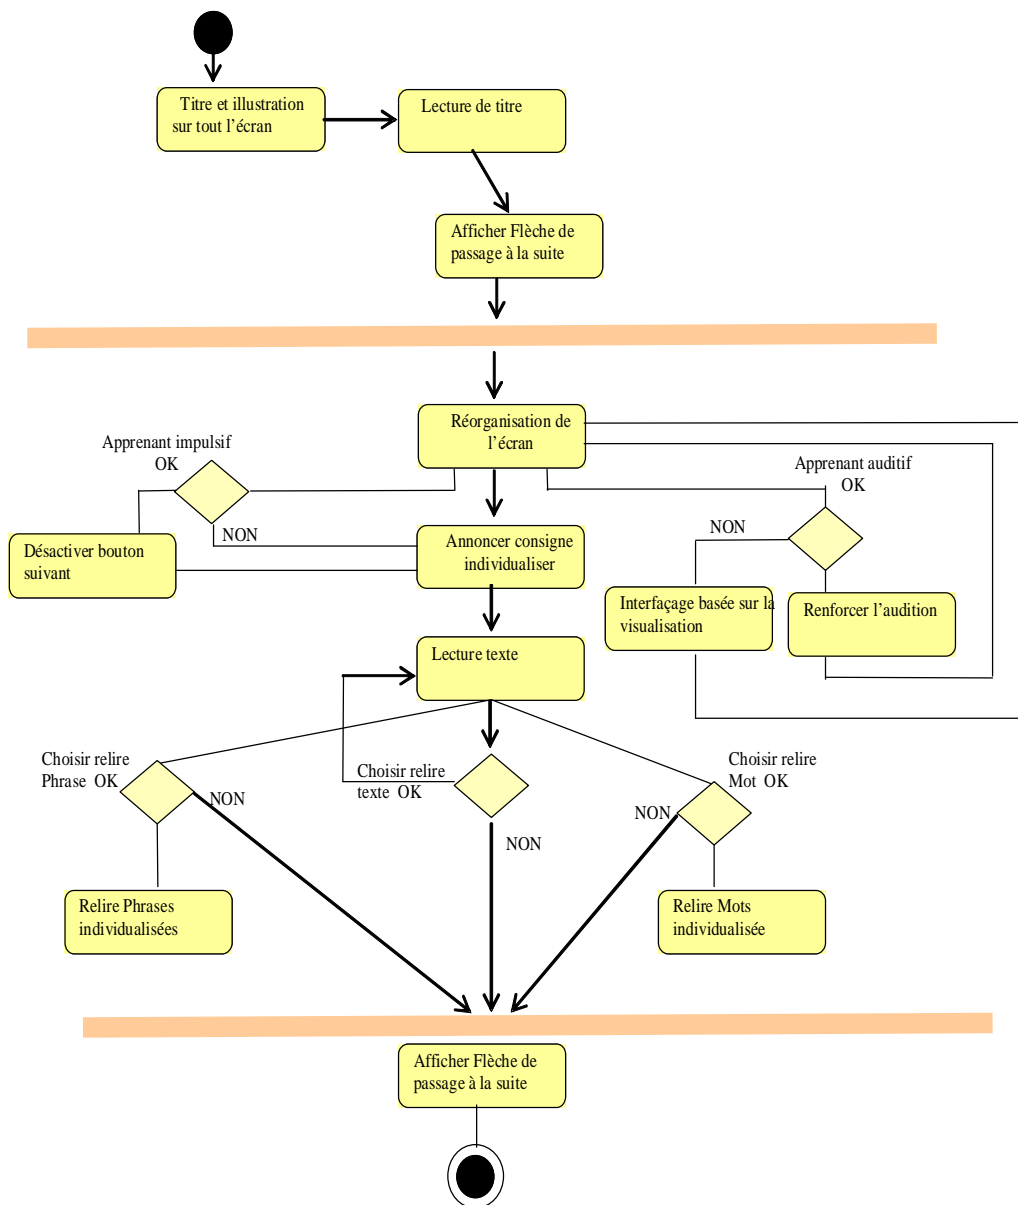 Titre et illustration
sur tout l'écran
Lecture de titre
Afficher Flèche de
passage à la suite
Réorganisation de
l'écran
Apprenant impulsif
OK
Apprenant auditif
OK
NON
NON
Désactiver bouton
suivant
Annoncer consigne
individualiser
Interfaçage basée sur la
visualisation
Renforcer l'audition
Lecture texte
Choisir relire
Phrase OK
Choisir relire
texte OK
Choisir relire
Mot OK
NON
NON
NON
Relire Phrases
individualisées
Relire Mots
individualisée
Afficher Flèche de
passage à la suite